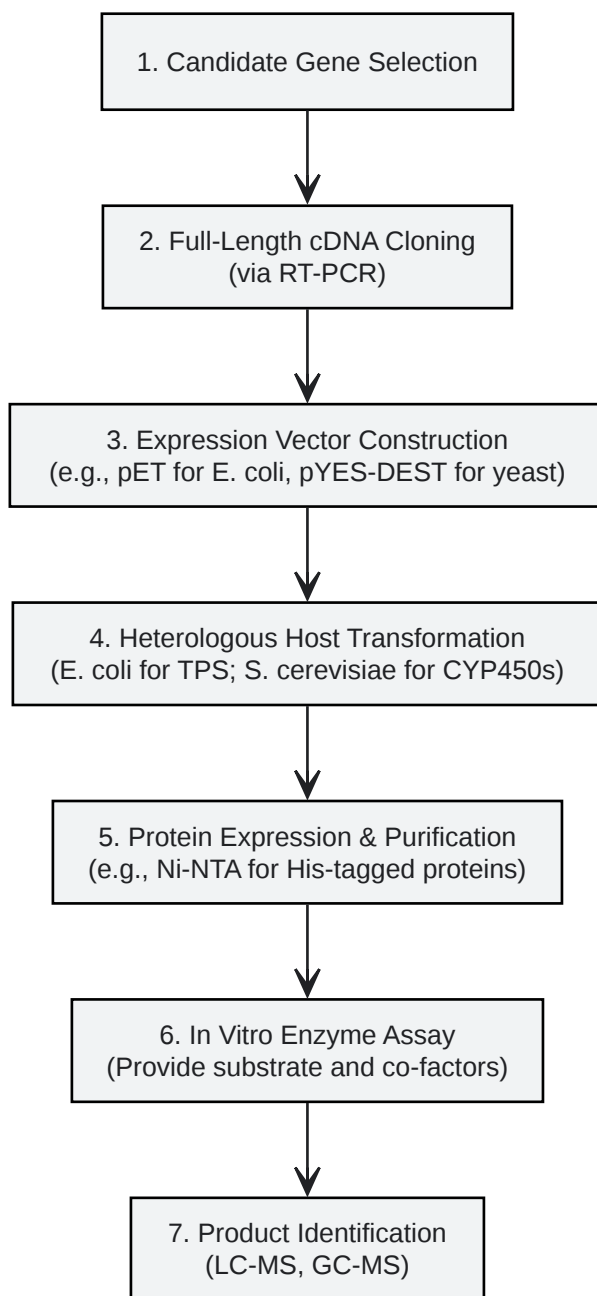 1. Candidate Gene Selection
2. Full-Length cDNA Cloning
(via RT-PCR)
3. Expression Vector Construction
(e.g., pET for E. coli, pYES-DEST for yeast)
4. Heterologous Host Transformation
(E. coli for TPS; S. cerevisiae for CYP450s)
5. Protein Expression & Purification
(e.g., Ni-NTA for His-tagged proteins)
6. In Vitro Enzyme Assay
(Provide substrate and co-factors)
7. Product Identification
(LC-MS, GC-MS)